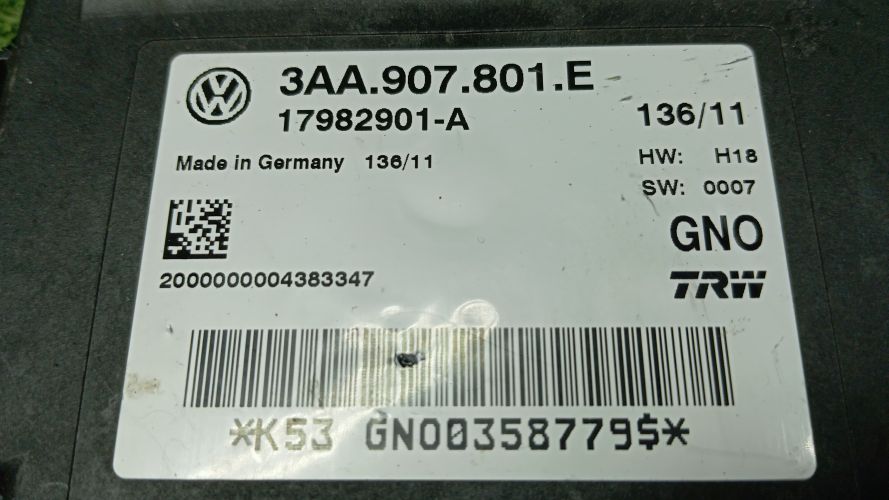 3AA.907.801.E
17982901-A
136/11
Made in Germany 136/11
HW: H18
SW: 0007
GNO
TRW
2000000004383347
*K53 GNO0358779$*